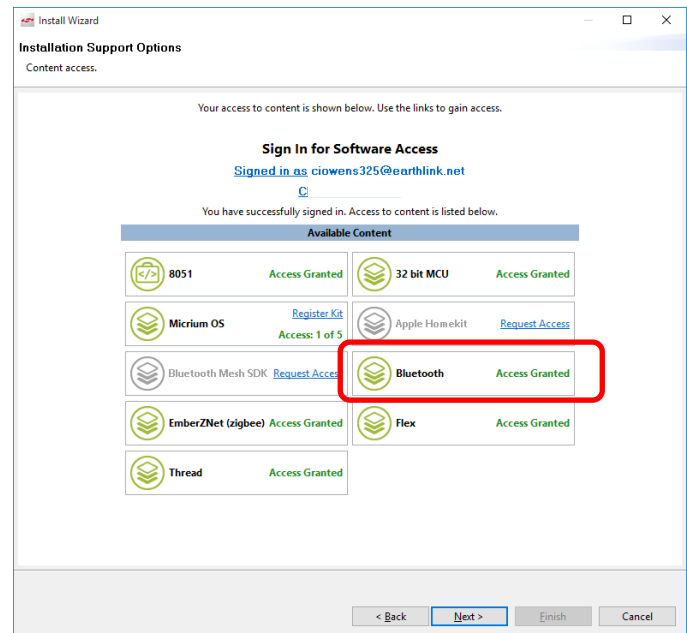 Install Wizard
Installation Support Options
Content access.
Your access to content is shown below. Use the links to gain access.
Sign In for Software Access
Signed in as ciowens325@earthlink.net
C
You have successfully signed in. Access to content is listed below.
Available Content
8051 Access Granted
32 bit MCU Access Granted
Micrium OS Register Kit
Access: 1 of 5
Apple Homekit Request Access
Bluetooth Mesh SDK Request Access
Bluetooth Access Granted
EmberZNet (zigbee) Access Granted
Flex Access Granted
Thread Access Granted
< Back Next > Finish Cancel